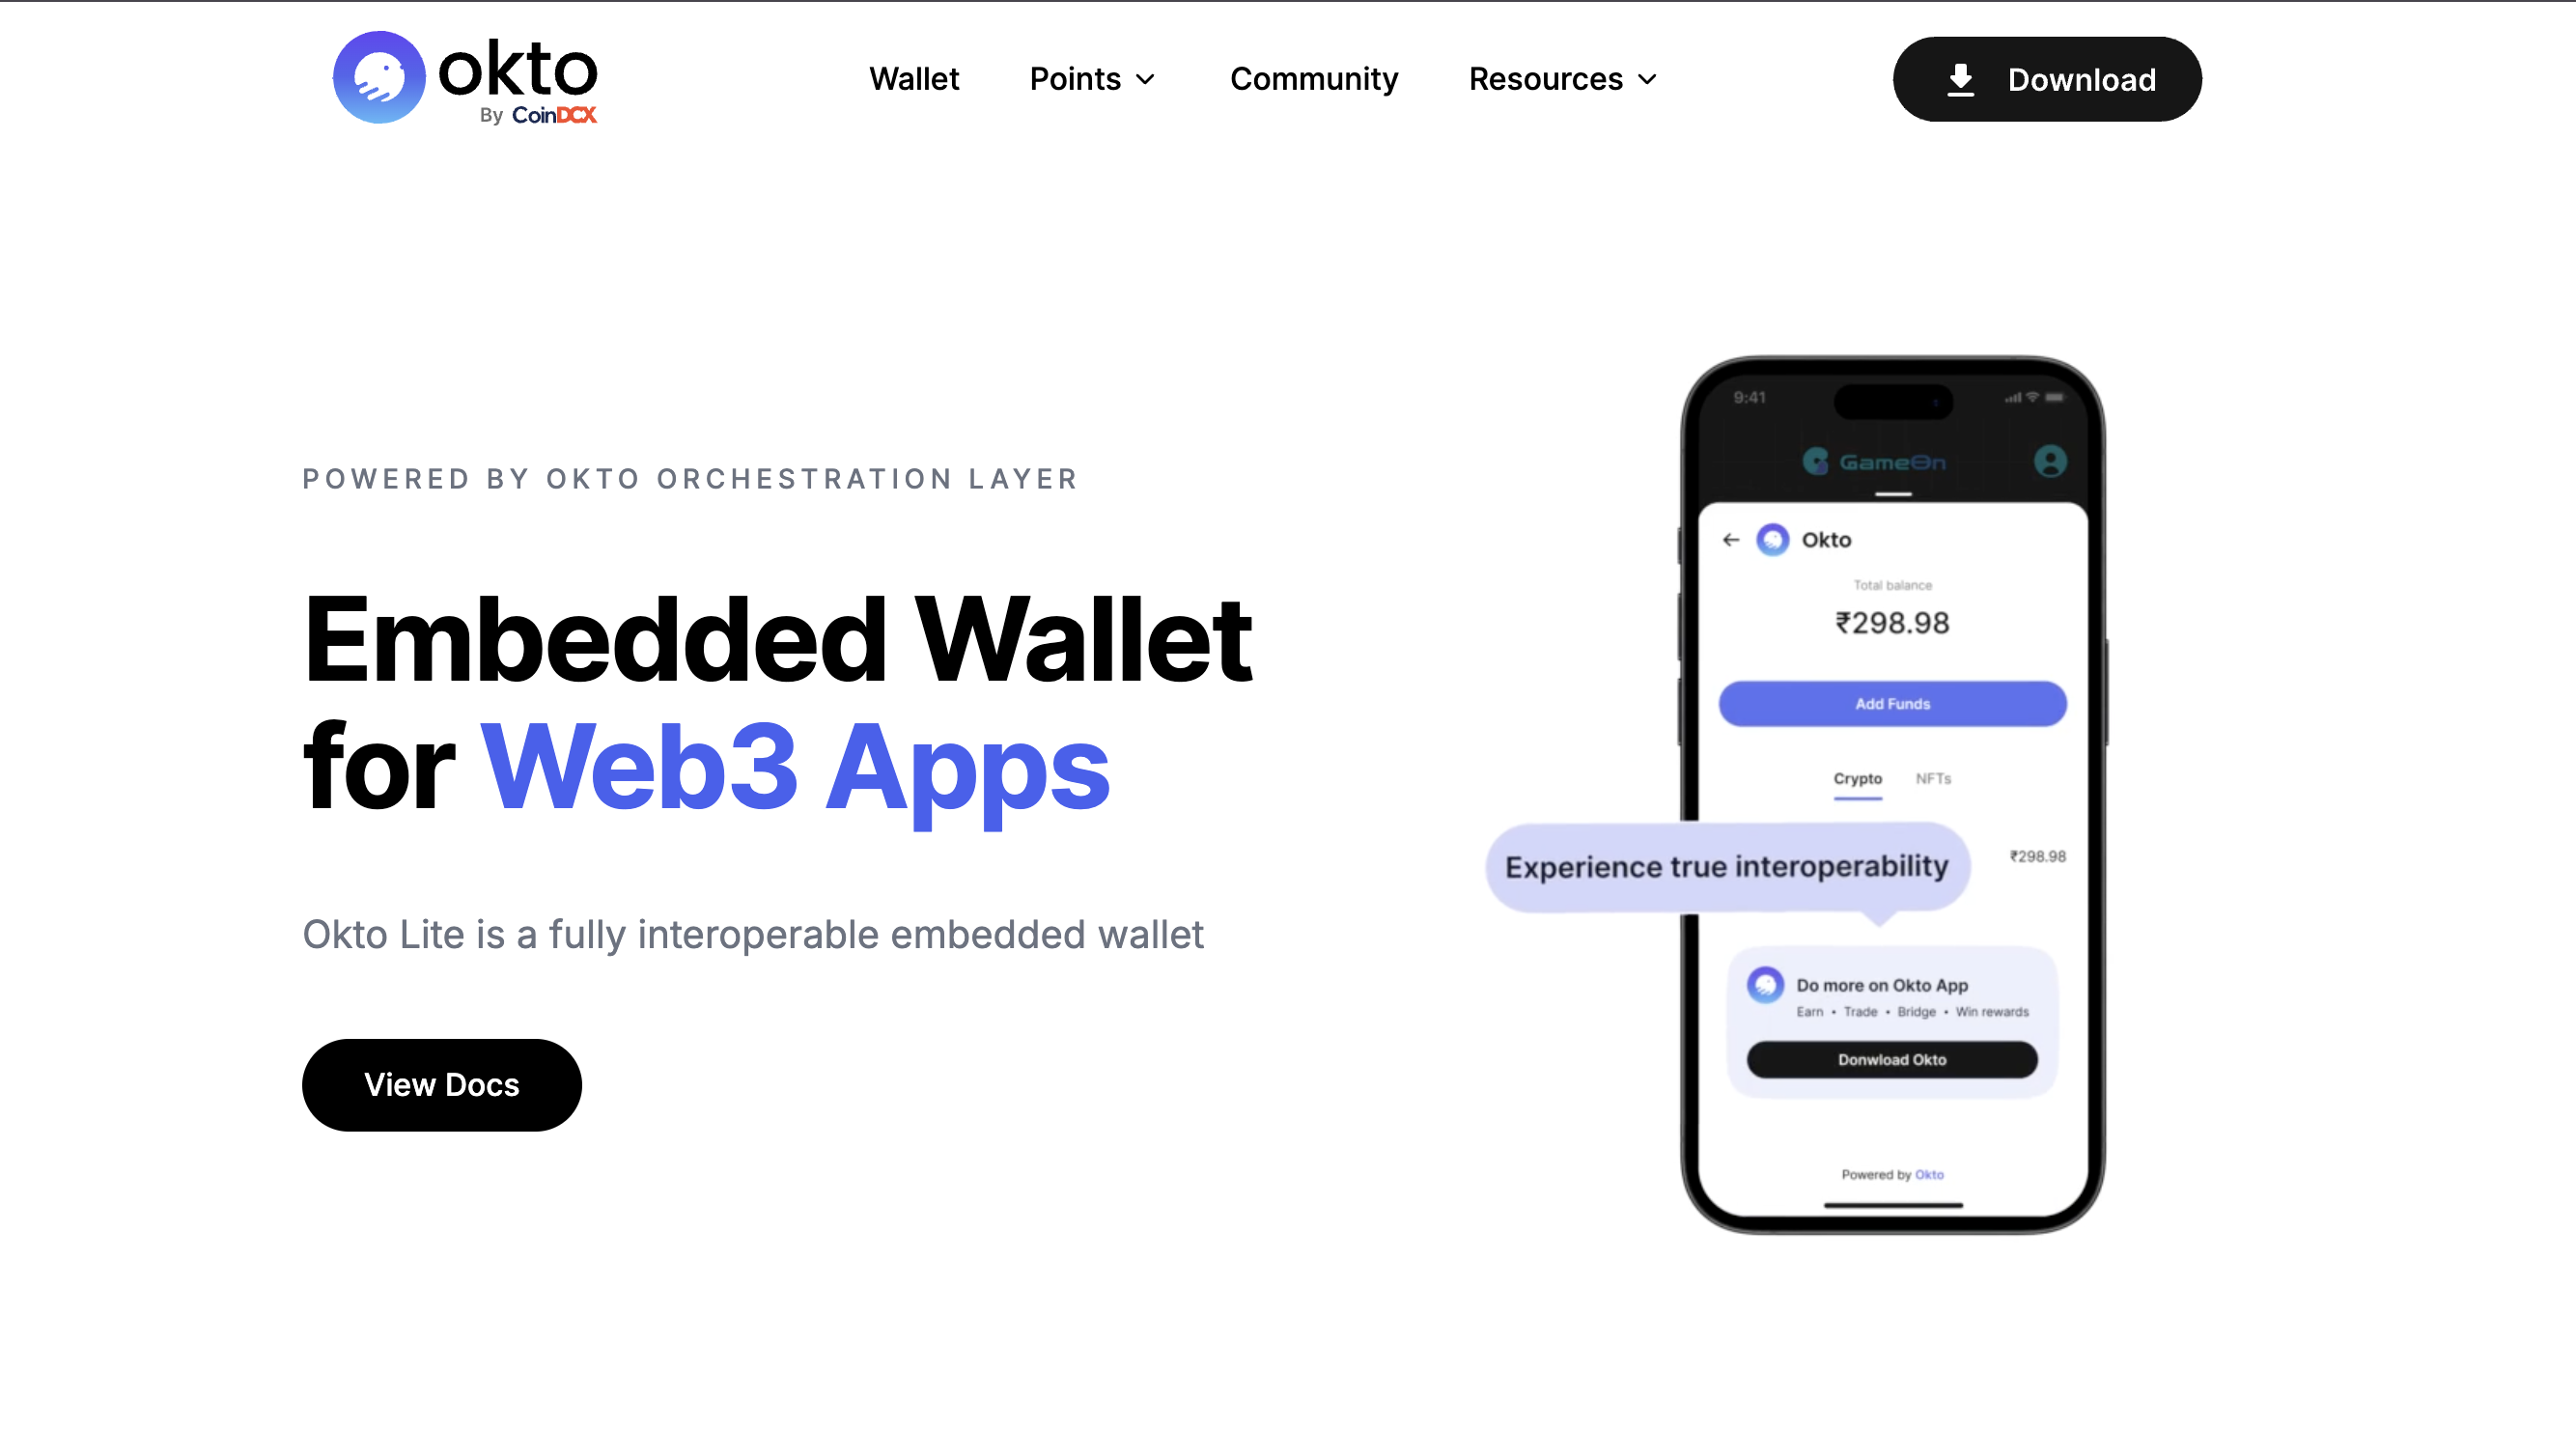 okto
By CoinDCX
Wallet
Points
Community
Resources
Download
POWERED BY OKTO ORCHESTRATION LAYER
Embedded Wallet
for Web3 Apps
Okto Lite is a fully interoperable embedded wallet
View Docs
9:41
GameOn
Okto
Total balance
₹298.98
Add Funds
Crypto
NFTs
Experience true interoperability
₹298.98
Do more on Okto App
Earn • Trade • Bridge • Win rewards
Donwload Okto
Powered by Okto